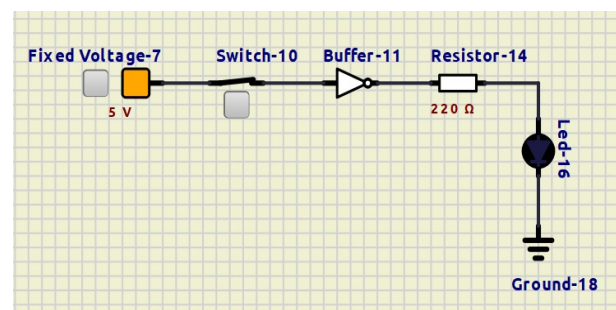 Fixed Voltage-7 Switch-10 Buffer-11 Resistor-14
5 V 220 Ω
Led-16
Ground-18